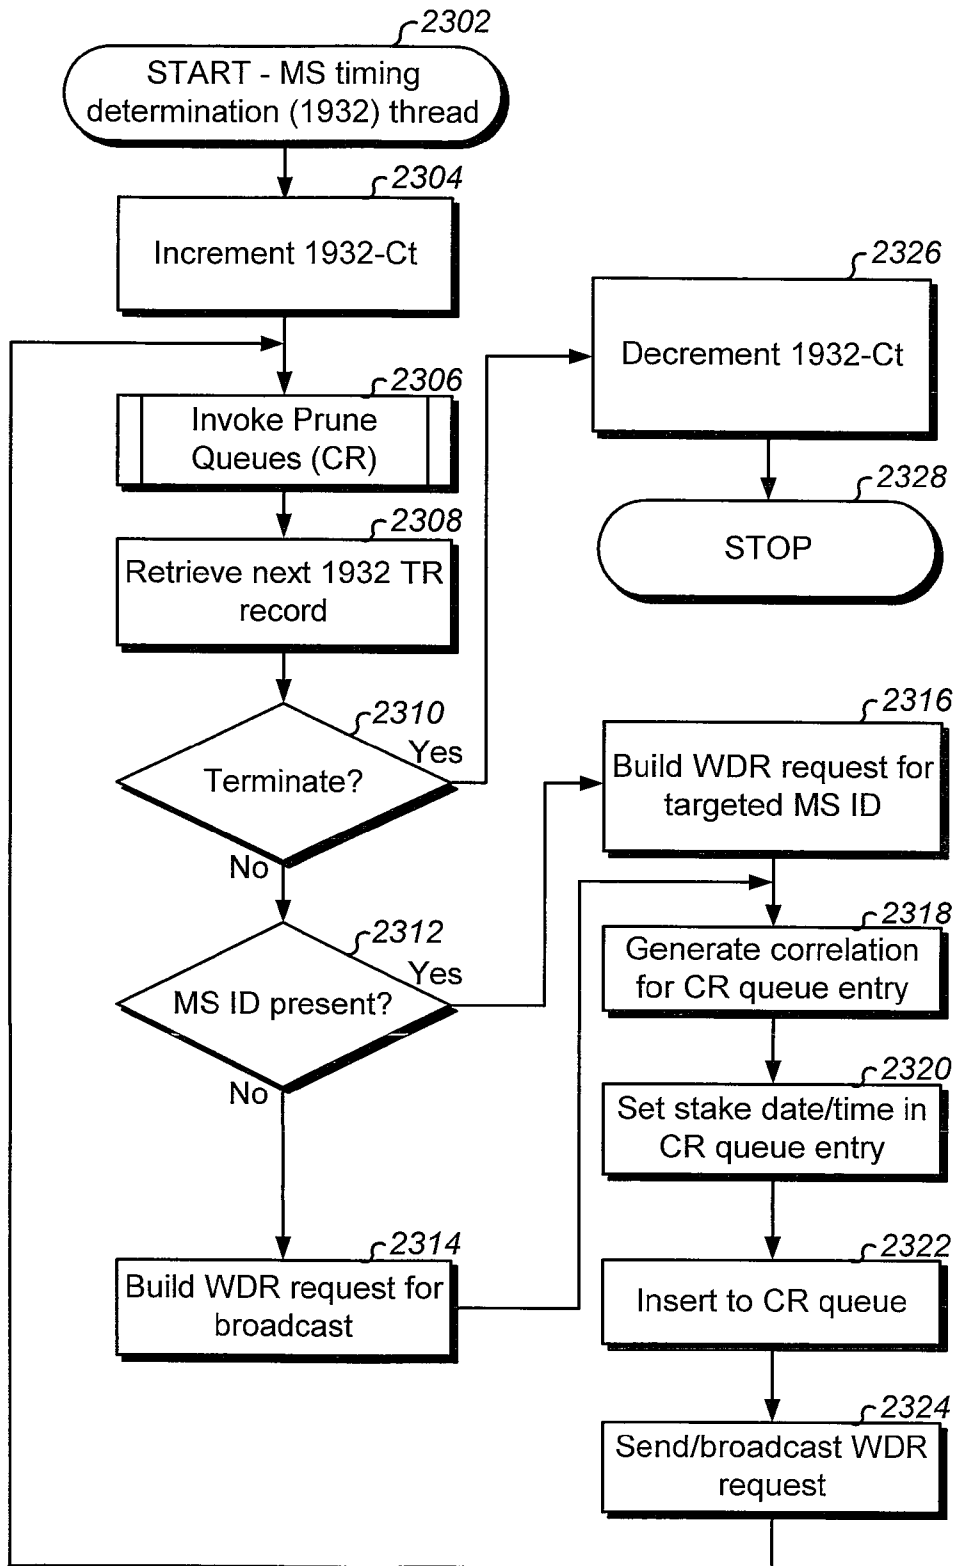 2302
START - MS timing
determination (1932) thread
2304
Increment 1932-Ct
2306
Invoke Prune
Queues (CR)
2308
Retrieve next 1932 TR
record
2310
Terminate?
Yes
No
2312
MS ID present?
Yes
No
2314
Build WDR request for
broadcast
2326
Decrement 1932-Ct
2328
STOP
2316
Build WDR request for
targeted MS ID
2318
Generate correlation
for CR queue entry
2320
Set stake date/time in
CR queue entry
2322
Insert to CR queue
2324
Send/broadcast WDR
request